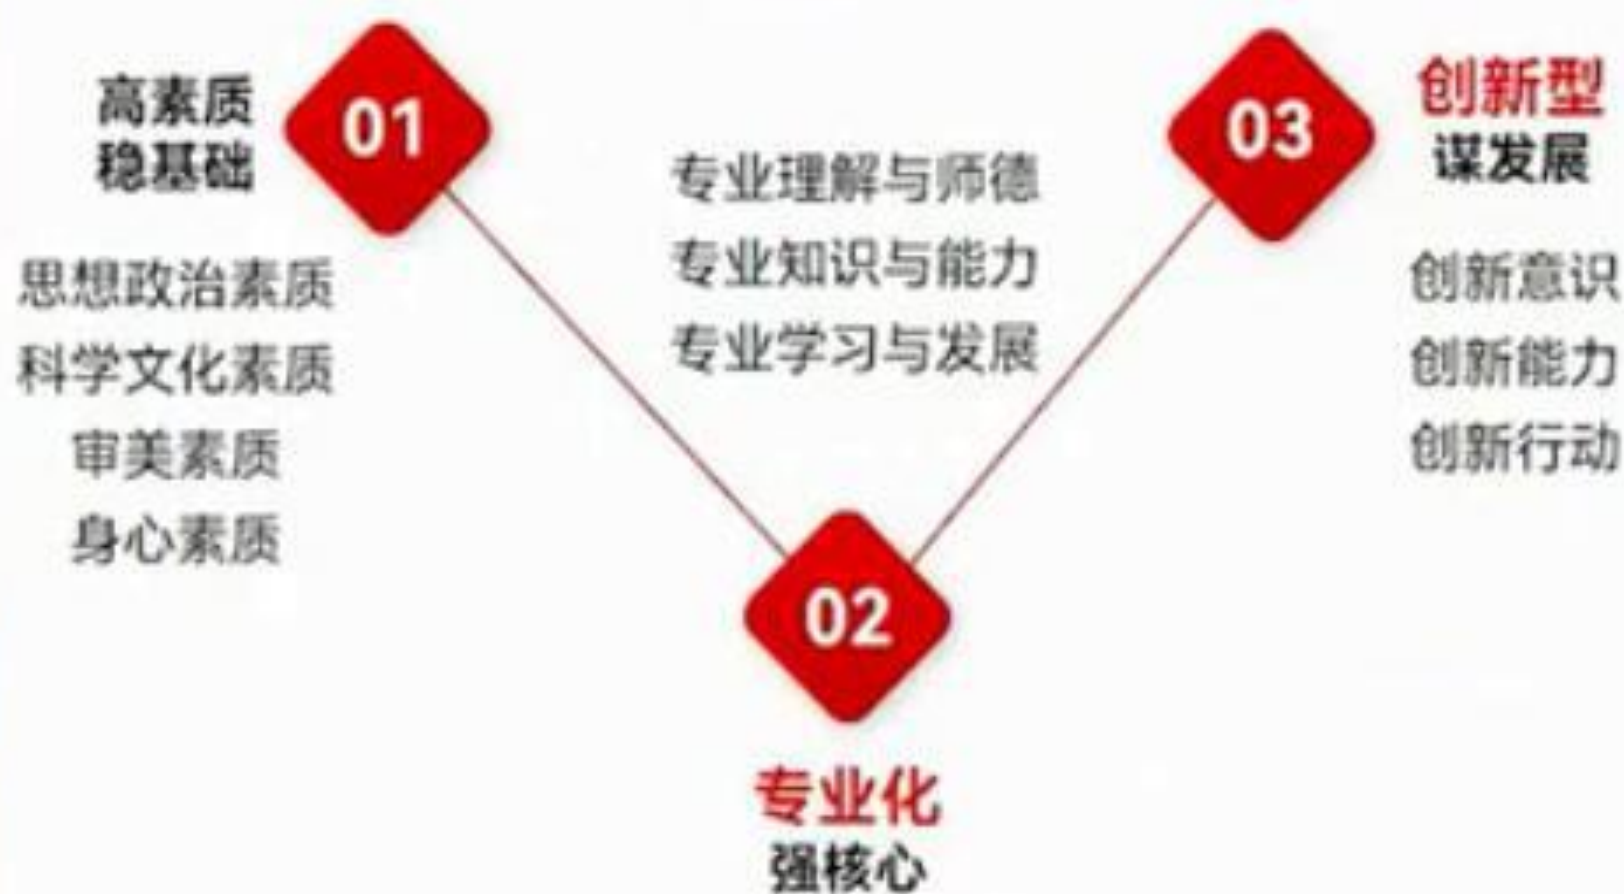 01
高素质
稳基础
思想政治素质
科学文化素质
审美素质
身心素质
专业理解与师德
专业知识与能力
专业学习与发展
02
专业化
强核心
03
创新型
谋发展
创新意识
创新能力
创新行动